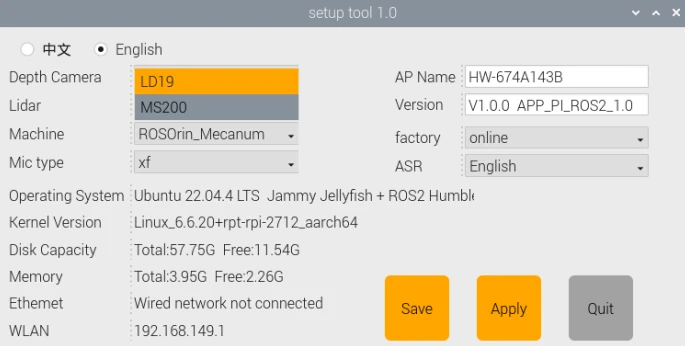 setup tool 1.0
中文 English
Depth Camera LD19 AP Name HW-674A143B
Lidar MS200 Version V1.0.0 APP_PI_ROS2_1.0
Machine ROSOrin_Mecanum factory online
Mic type xf ASR English
Operating System Ubuntu 22.04.4 LTS Jammy Jellyfish + ROS2 Humble
Kernel Version Linux_6.6.20+rpt-rpi-2712_aarch64
Disk Capacity Total:57.75G Free:11.54G
Memory Total:3.95G Free:2.26G
Ethemet Wired network not connected
WLAN 192.168.149.1
Save Apply Quit